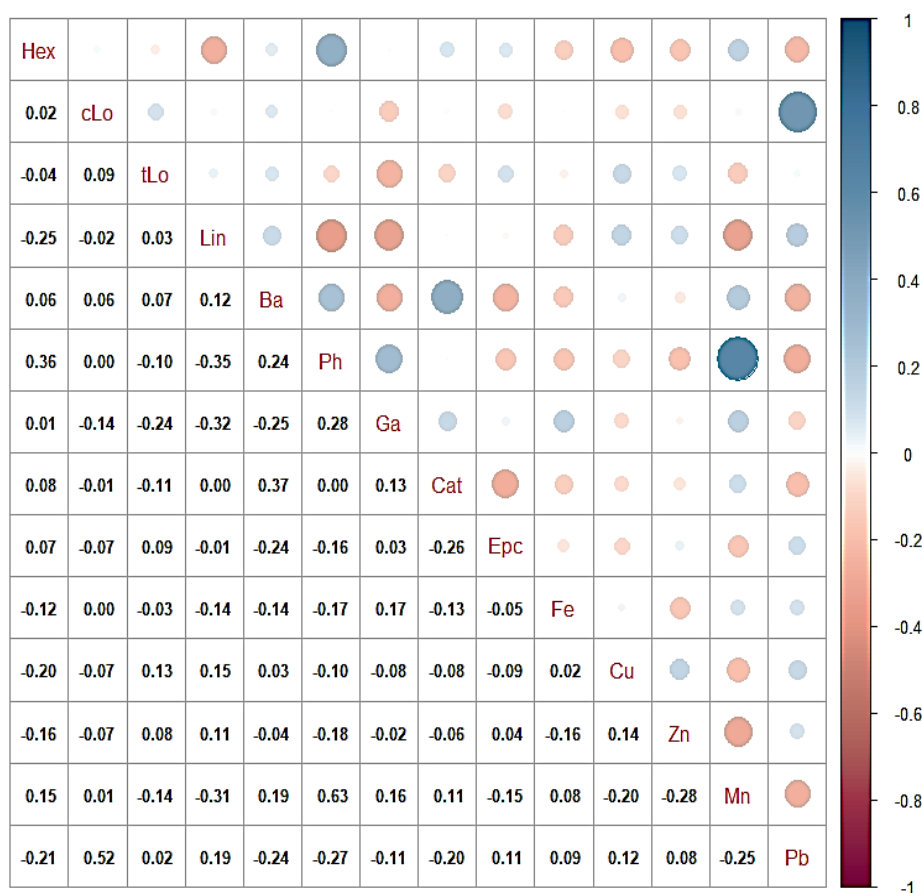 Hex
0.02 cLo
-0.04 0.09 tLo
-0.25 -0.02 0.03 Lin
0.06 0.06 0.07 0.12 Ba
0.36 0.00 -0.10 -0.35 0.24 Ph
0.01 -0.14 -0.24 -0.32 -0.25 0.28 Ga
0.08 -0.01 -0.11 0.00 0.37 0.00 0.13 Cat
0.07 -0.07 0.09 -0.01 -0.24 -0.16 0.03 -0.26 Epc
-0.12 0.00 -0.03 -0.14 -0.14 -0.17 0.17 -0.13 -0.05 Fe
-0.20 -0.07 0.13 0.15 0.03 -0.10 -0.08 -0.08 -0.09 0.02 Cu
-0.16 -0.07 0.08 0.11 -0.04 -0.18 -0.02 -0.06 0.04 -0.16 0.14 Zn
0.15 0.01 -0.14 -0.31 0.19 0.63 0.16 0.11 -0.15 0.08 -0.20 -0.28 Mn
-0.21 0.52 0.02 0.19 -0.24 -0.27 -0.11 -0.20 0.11 0.09 0.12 0.08 -0.25 Pb
1
0.8
0.6
0.4
0.2
0
-0.2
-0.4
-0.6
-0.8
-1